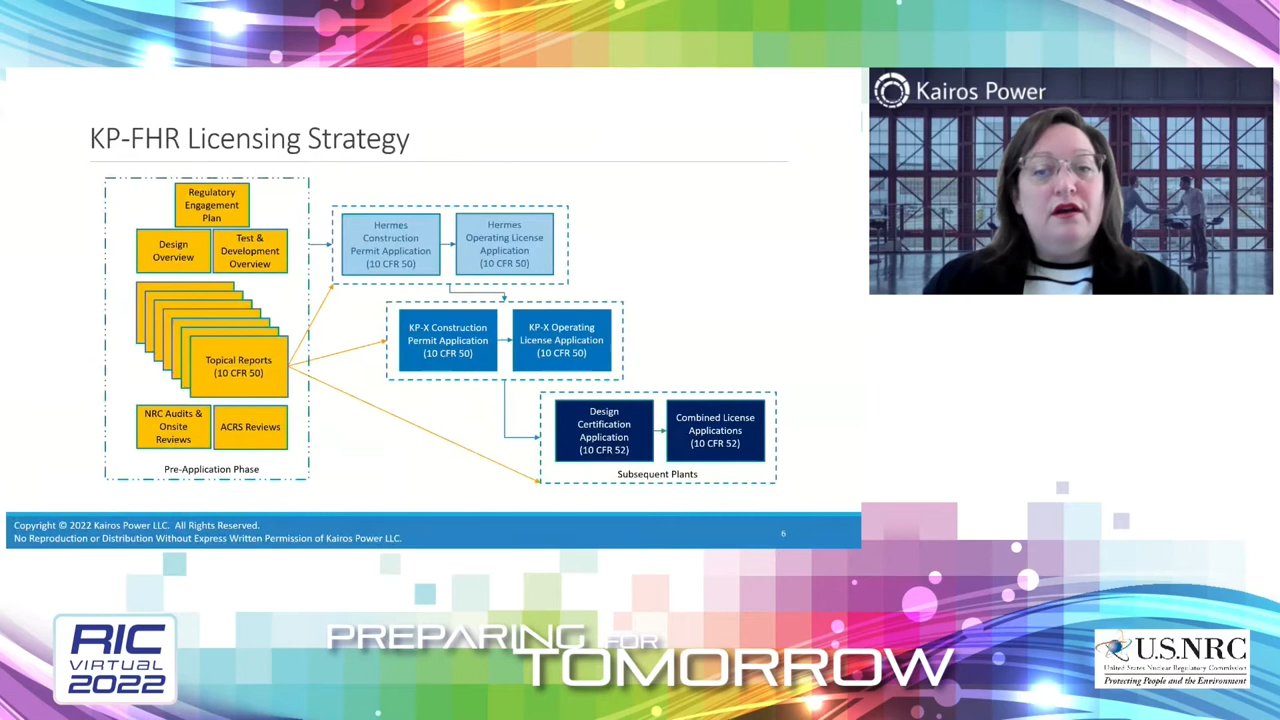 Kairos Power
KP-FHR Licensing Strategy
Regulatory
Engagement
Plan
Design
Overview
Test &
Development
Overview
Topical Reports
(10 CFR 50)
NRC Audits &
Onsite
Reviews
ACRS Reviews
Pre-Application Phase
Hermes
Construction
Permit Application
(10 CFR 50)
Hermes
Operating License
Application
(10 CFR 50)
KP-X Construction
Permit Application
(10 CFR 50)
KP-X Operating
License Application
(10 CFR 50)
Design
Certification
Application
(10 CFR 52)
Combined License
Applications
(10 CFR 52)
Subsequent Plants
Copyright © 2022 Kairos Power LLC. All Rights Reserved.
No Reproduction or Distribution Without Express Written Permission of Kairos Power LLC.
6
RIC
VIRTUAL
2022
PREPARING FOR
TOMORROW
U.S.NRC
United States Nuclear Regulatory Commission
Protecting People and the Environment